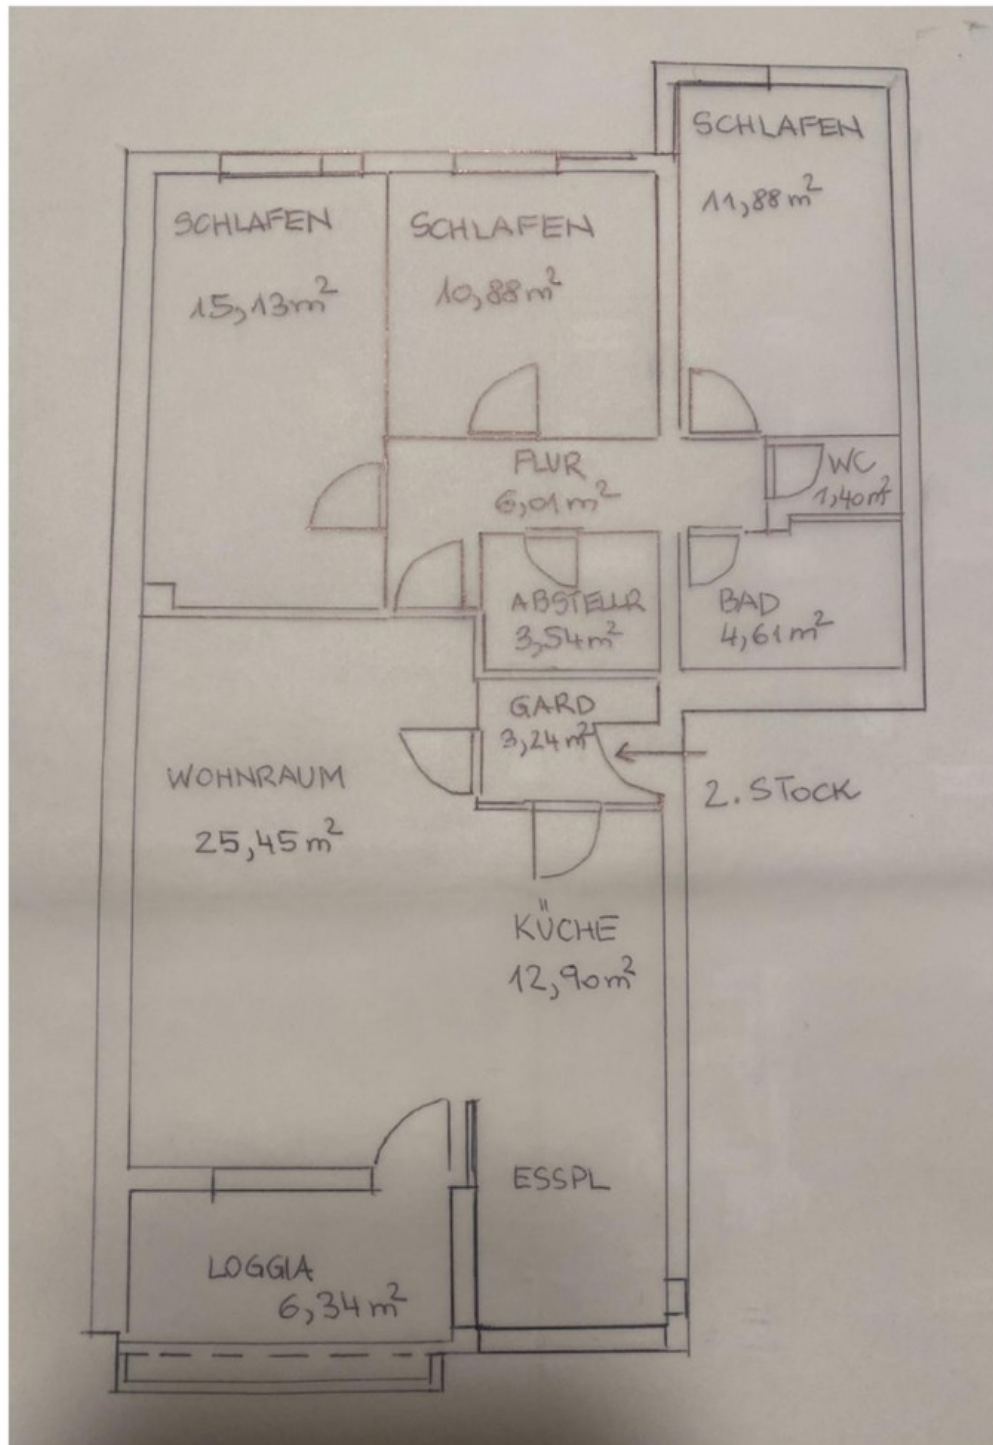 SCHLAFEN
11,88 m²
SCHLAFEN
15,13 m²
SCHLAFEN
10,88 m²
FLUR
6,01 m²
WC
1,40 m²
ABSTELLR
3,54 m²
BAD
4,61 m²
GARD
3,24 m²
2. STOCK
WOHNRAUM
25,45 m²
KÜCHE
12,90 m²
ESSPL
LOGGIA
6,34 m²